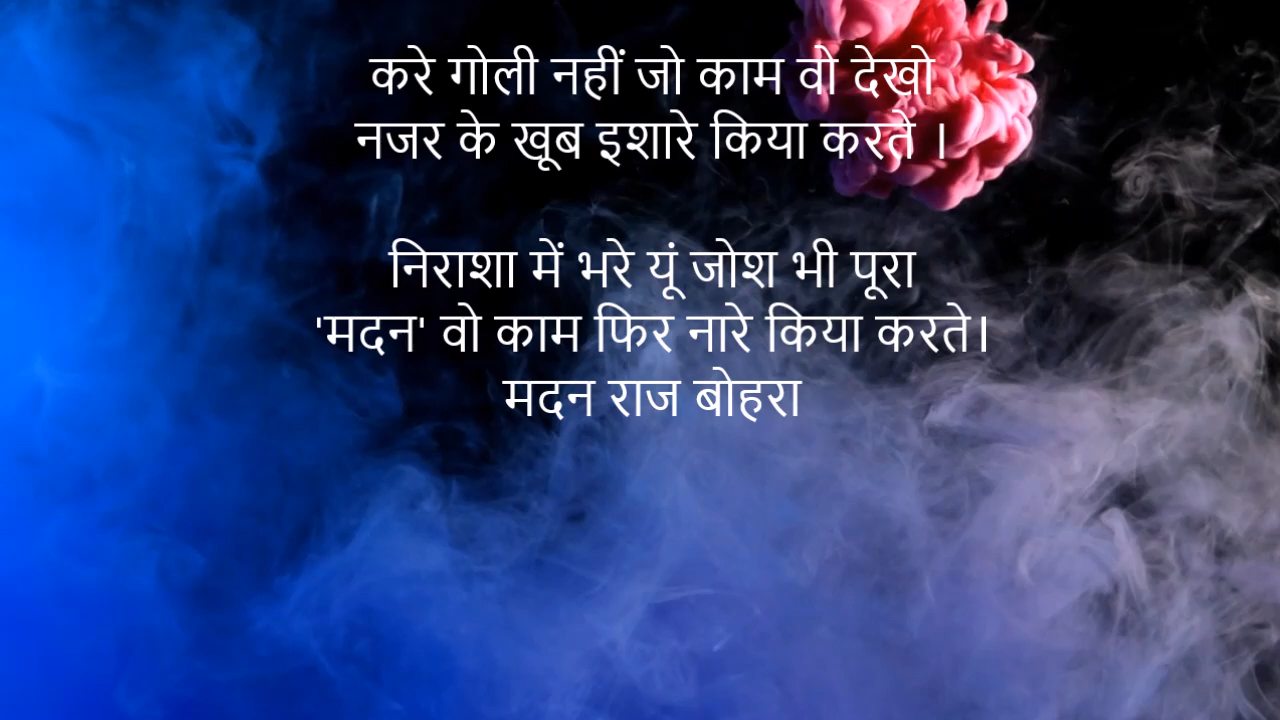 करे गोली नहीं जो काम वो देखो
नजर के खूब इशारे किया करते ।
निराशा में भरे यूं जोश भी पूरा
'मदन' वो काम फिर नारे किया करते।
मदन राज बोहरा